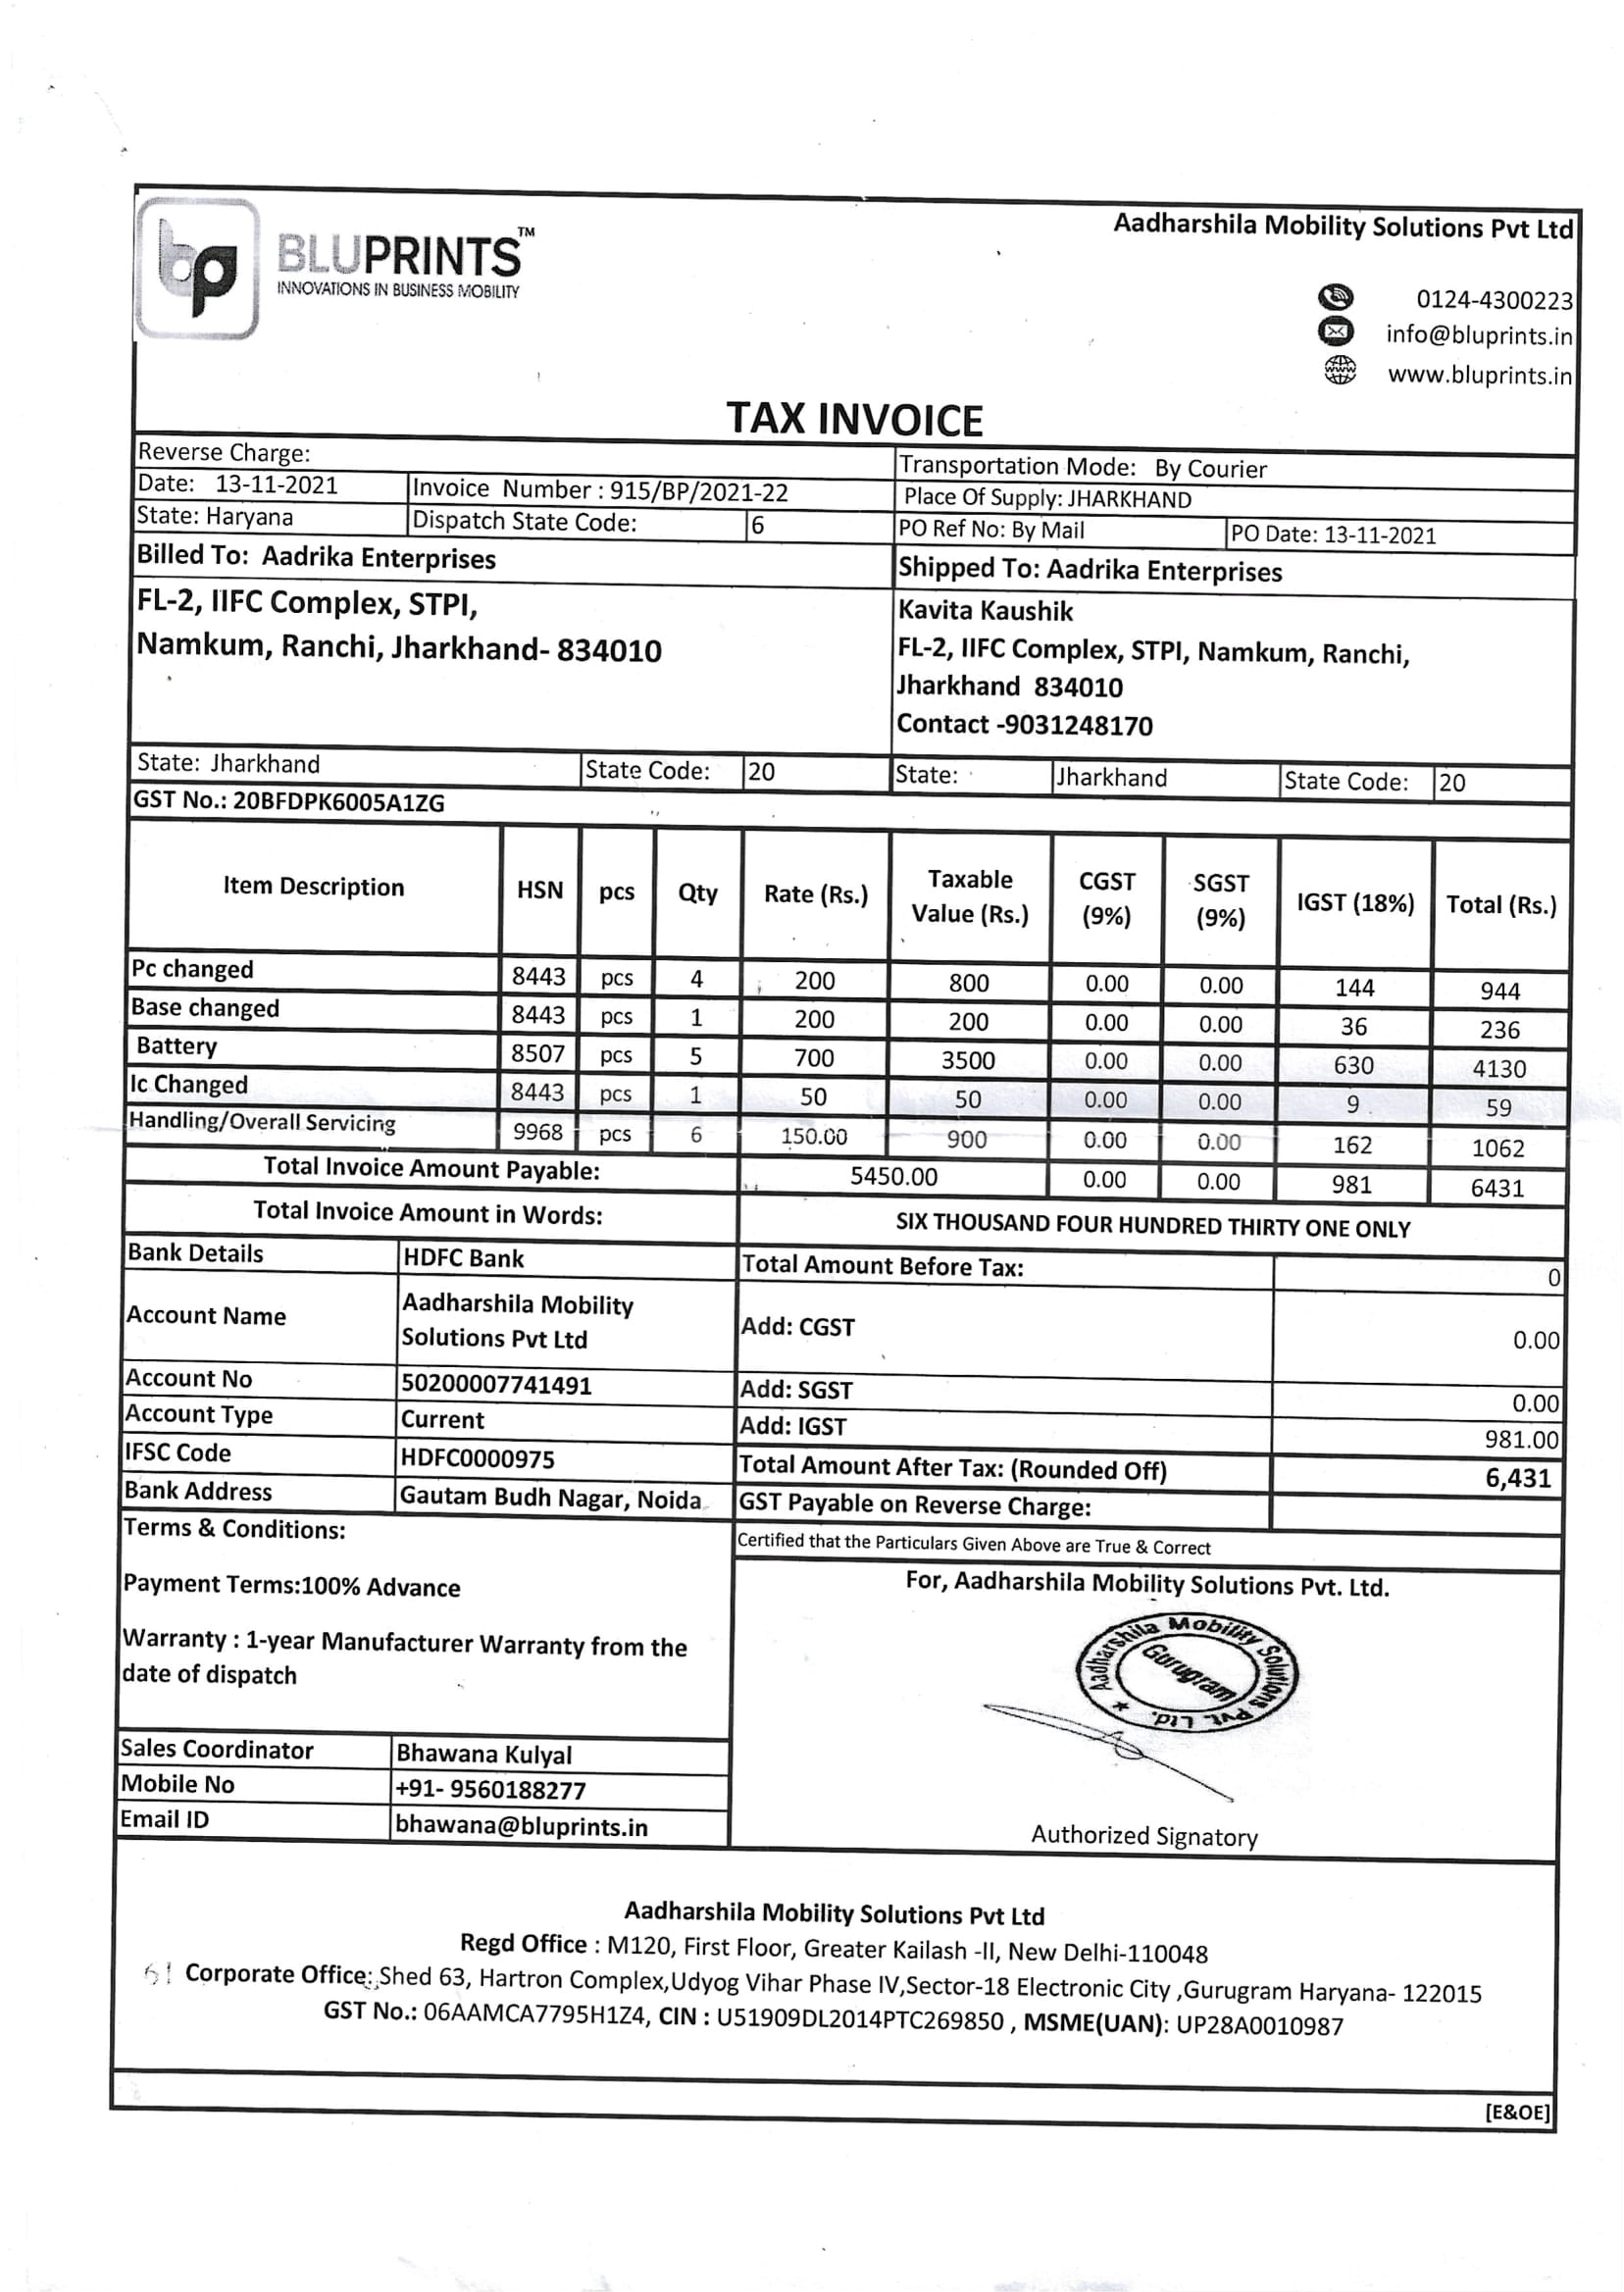 bp
BLUPRINTS™
INNOVATIONS IN BUSINESS MOBILITY
Aadharshila Mobility Solutions Pvt Ltd
0124-4300223
info@bluprints.in
www.bluprints.in
TAX INVOICE
Reverse Charge:
Transportation Mode: By Courier
Date: 13-11-2021 Invoice Number : 915/BP/2021-22 Place Of Supply: JHARKHAND
State: Haryana Dispatch State Code: 6 PO Ref No: By Mail PO Date: 13-11-2021
Billed To: Aadrika Enterprises
FL-2, IIFC Complex, STPI,
Namkum, Ranchi, Jharkhand- 834010
Shipped To: Aadrika Enterprises
Kavita Kaushik
FL-2, IIFC Complex, STPI, Namkum, Ranchi,
Jharkhand 834010
Contact -9031248170
State: Jharkhand State Code: 20 State: Jharkhand State Code: 20
GST No.: 20BFDPK6005A1ZG
Item Description HSN pcs Qty Rate (Rs.) Taxable Value (Rs.) CGST (9%) SGST (9%) IGST (18%) Total (Rs.)
Pc changed 8443 pcs 4 200 800 0.00 0.00 144 944
Base changed 8443 pcs 1 200 200 0.00 0.00 36 236
Battery 8507 pcs 5 700 3500 0.00 0.00 630 4130
Ic Changed 8443 pcs 1 50 50 0.00 0.00 9 59
Handling/Overall Servicing 9968 pcs 6 150.00 900 0.00 0.00 162 1062
Total Invoice Amount Payable: 5450.00 0.00 0.00 981 6431
Total Invoice Amount in Words: SIX THOUSAND FOUR HUNDRED THIRTY ONE ONLY
Bank Details HDFC Bank
Account Name Aadharshila Mobility
Solutions Pvt Ltd
Account No 50200007741491
Account Type Current
IFSC Code HDFC0000975
Bank Address Gautam Budh Nagar, Noida
Total Amount Before Tax: 0
Add: CGST 0.00
Add: SGST 0.00
Add: IGST 981.00
Total Amount After Tax: (Rounded Off) 6,431
GST Payable on Reverse Charge:
Terms & Conditions:
Payment Terms:100% Advance
Warranty : 1-year Manufacturer Warranty from the
date of dispatch
Certified that the Particulars Given Above are True & Correct
For, Aadharshila Mobility Solutions Pvt. Ltd.
Aadharshila Mobility Solutions Pvt. Ltd.
Gurugram
Authorized Signatory
Sales Coordinator Bhawana Kulyal
Mobile No +91- 9560188277
Email ID bhawana@bluprints.in
Aadharshila Mobility Solutions Pvt Ltd
Regd Office : M120, First Floor, Greater Kailash -II, New Delhi-110048
61 Corporate Office: Shed 63, Hartron Complex,Udyog Vihar Phase IV,Sector-18 Electronic City ,Gurugram Haryana- 122015
GST No.: 06AAMCA7795H1Z4, CIN : U51909DL2014PTC269850 , MSME(UAN): UP28A0010987
[E&OE]